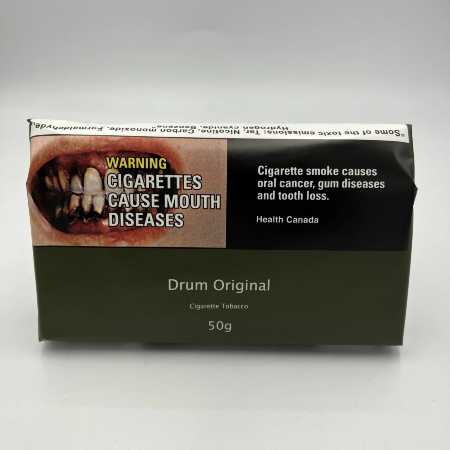 "Some of the toxic emissions: Tar, Nicotine, Carbon monoxide, Formaldehyde,
Hydrogen cyanide, Benzene"
WARNING
CIGARETTES
CAUSE MOUTH
DISEASES
Cigarette smoke causes
oral cancer, gum diseases
and tooth loss.
Health Canada
Drum Original
Cigarette Tobacco
50g